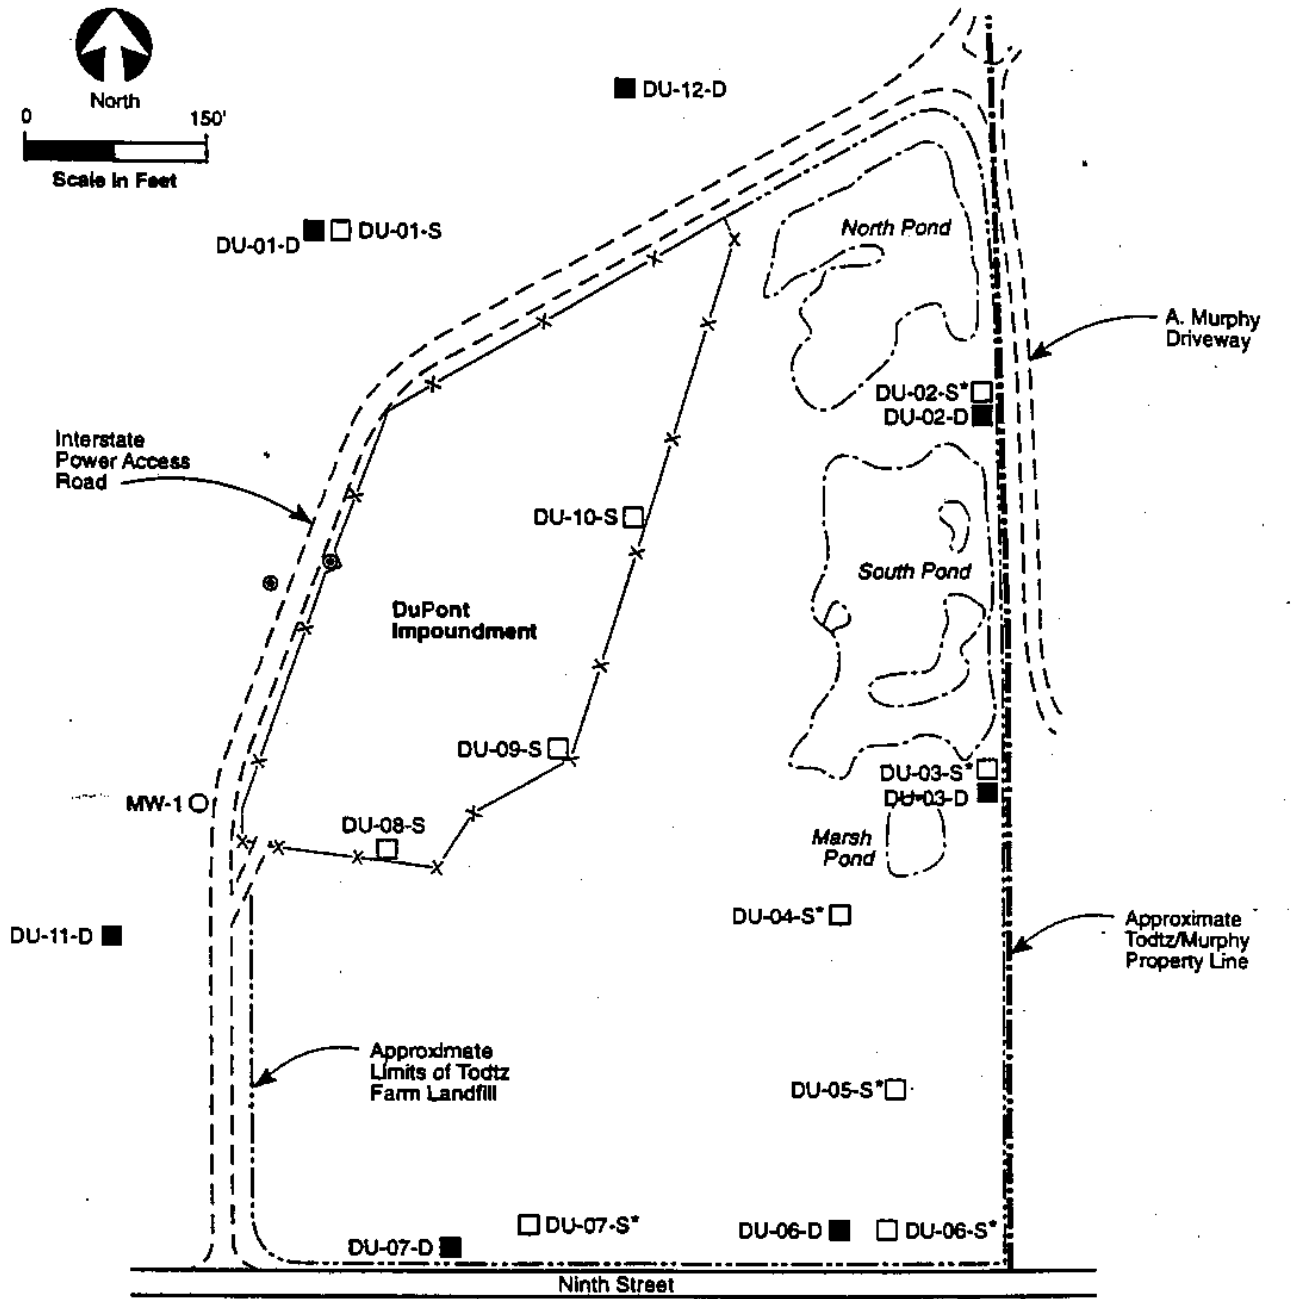 North
0 150'
Scale in Feet
DU-12-D
DU-01-D
DU-01-S
North Pond
A. Murphy
Driveway
DU-02-S*
DU-02-D
Interstate
Power Access
Road
DU-10-S
South Pond
DuPont
Impoundment
DU-09-S
DU-03-S*
DU-03-D
MW-1
DU-08-S
Marsh
Pond
DU-04-S*
DU-11-D
Approximate
Todtz/Murphy
Property Line
Approximate
Limits of Todtz
Farm Landfill
DU-05-S*
DU-07-S*
DU-06-D
DU-06-S*
DU-07-D
Ninth Street